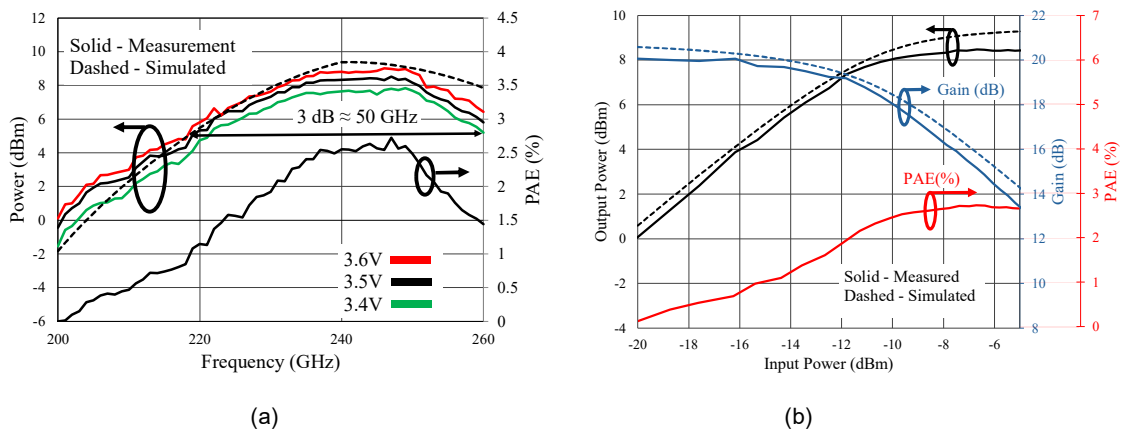 Solid - Measurement
Dashed - Simulated
3 dB ≈ 50 GHz
3.6V
3.5V
3.4V
12
10
8
6
4
2
0
-2
-4
-6
Power (dBm)
4.5
4
3.5
3
2.5
2
1.5
1
0.5
0
PAE (%)
200
220
240
260
Frequency (GHz)
(a)
10
8
6
4
2
0
-2
-4
Output Power (dBm)
Gain (dB)
PAE(%)
Solid - Measured
Dashed - Simulated
22
20
18
16
14
12
10
8
Gain (dB)
7
6
5
4
3
2
1
0
PAE (%)
-20
-18
-16
-14
-12
-10
-8
-6
Input Power (dBm)
(b)